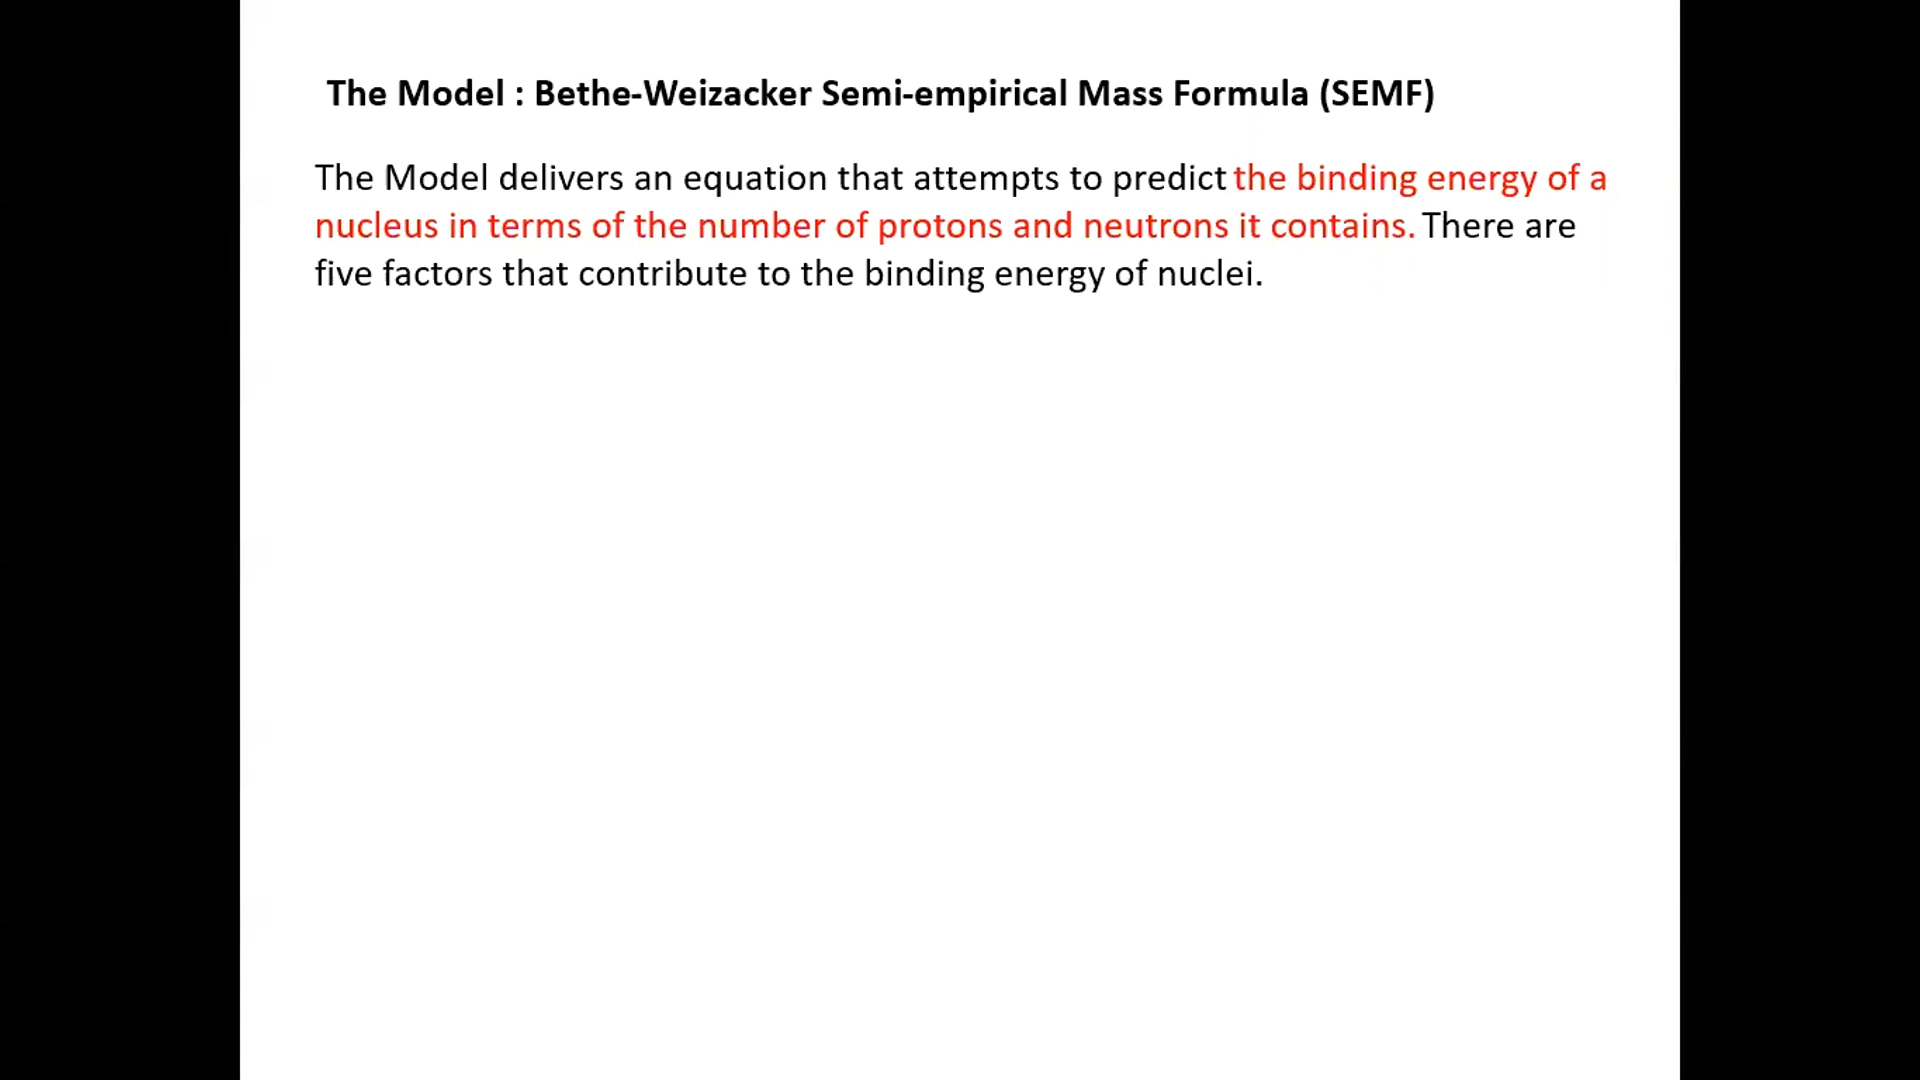 The Model : Bethe-Weizacker Semi-empirical Mass Formula (SEMF)
The Model delivers an equation that attempts to predict the binding energy of a
nucleus in terms of the number of protons and neutrons it contains. There are
five factors that contribute to the binding energy of nuclei.